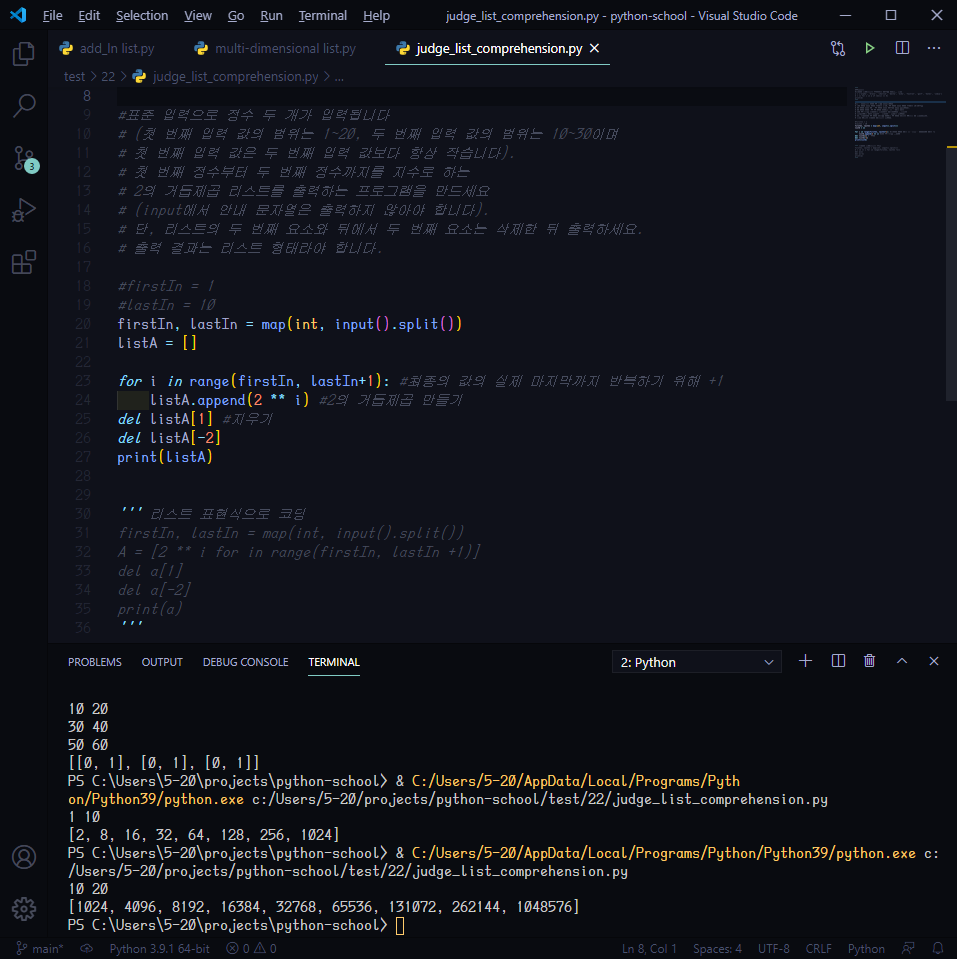 File Edit Selection View Go Run Terminal Help judge_list_comprehension.py - python-school - Visual Studio Code
add_In list.py multi-dimensional list.py judge_list_comprehension.py
test > 22 > judge_list_comprehension.py > ...
8
9 #표준 입력으로 정수 두 개가 입력됩니다
10 # (첫 번째 입력 값의 범위는 1~20, 두 번째 입력 값의 범위는 10~30이며
11 # 첫 번째 입력 값은 두 번째 입력 값보다 항상 작습니다).
12 # 첫 번째 정수부터 두 번째 정수까지를 지수로 하는
13 # 2의 거듭제곱 리스트를 출력하는 프로그램을 만드세요
14 # (input에서 안내 문자열은 출력하지 않아야 합니다).
15 # 단, 리스트의 두 번째 요소와 뒤에서 두 번째 요소는 삭제한 뒤 출력하세요.
16 # 출력 결과는 리스트 형태라야 합니다.
17
18 #firstIn = 1
19 #lastIn = 10
20 firstIn, lastIn = map(int, input().split())
21 listA = []
22
23 for i in range(firstIn, lastIn+1): #최종의 값의 실제 마지막까지 반복하기 위해 +1
24 listA.append(2 ** i) #2의 거듭제곱 만들기
25 del listA[1] #지우기
26 del listA[-2]
27 print(listA)
28
29
30 ''' 리스트 표현식으로 코딩
31 firstIn, lastIn = map(int, input().split())
32 A = [2 ** i for in range(firstIn, lastIn +1)]
33 del a[1]
34 del a[-2]
35 print(a)
36 '''
PROBLEMS OUTPUT DEBUG CONSOLE TERMINAL 2: Python
10 20
30 40
50 60
[[0, 1], [0, 1], [0, 1]]
PS C:\Users\5-20\projects\python-school> & C:/Users/5-20/AppData/Local/Programs/Pyth
on/Python39/python.exe c:/Users/5-20/projects/python-school/test/22/judge_list_comprehension.py
1 10
[2, 8, 16, 32, 64, 128, 256, 1024]
PS C:\Users\5-20\projects\python-school> & C:/Users/5-20/AppData/Local/Programs/Python/Python39/python.exe c:
/Users/5-20/projects/python-school/test/22/judge_list_comprehension.py
10 20
[1024, 4096, 8192, 16384, 32768, 65536, 131072, 262144, 1048576]
PS C:\Users\5-20\projects\python-school>
3
main* Python 3.9.1 64-bit 0 0 Ln 8, Col 1 Spaces: 4 UTF-8 CRLF Python